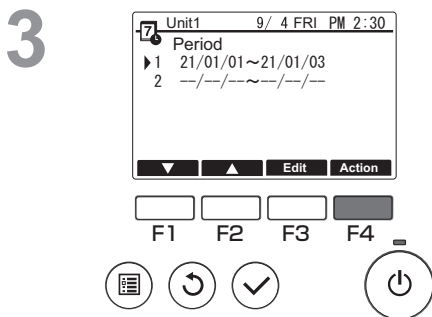 3
7 Unit1 9/ 4 FRI PM 2:30
Period
1 21/01/01～21/01/03
2 --/--/--～--/--/--
Edit Action
F1 F2 F3 F4